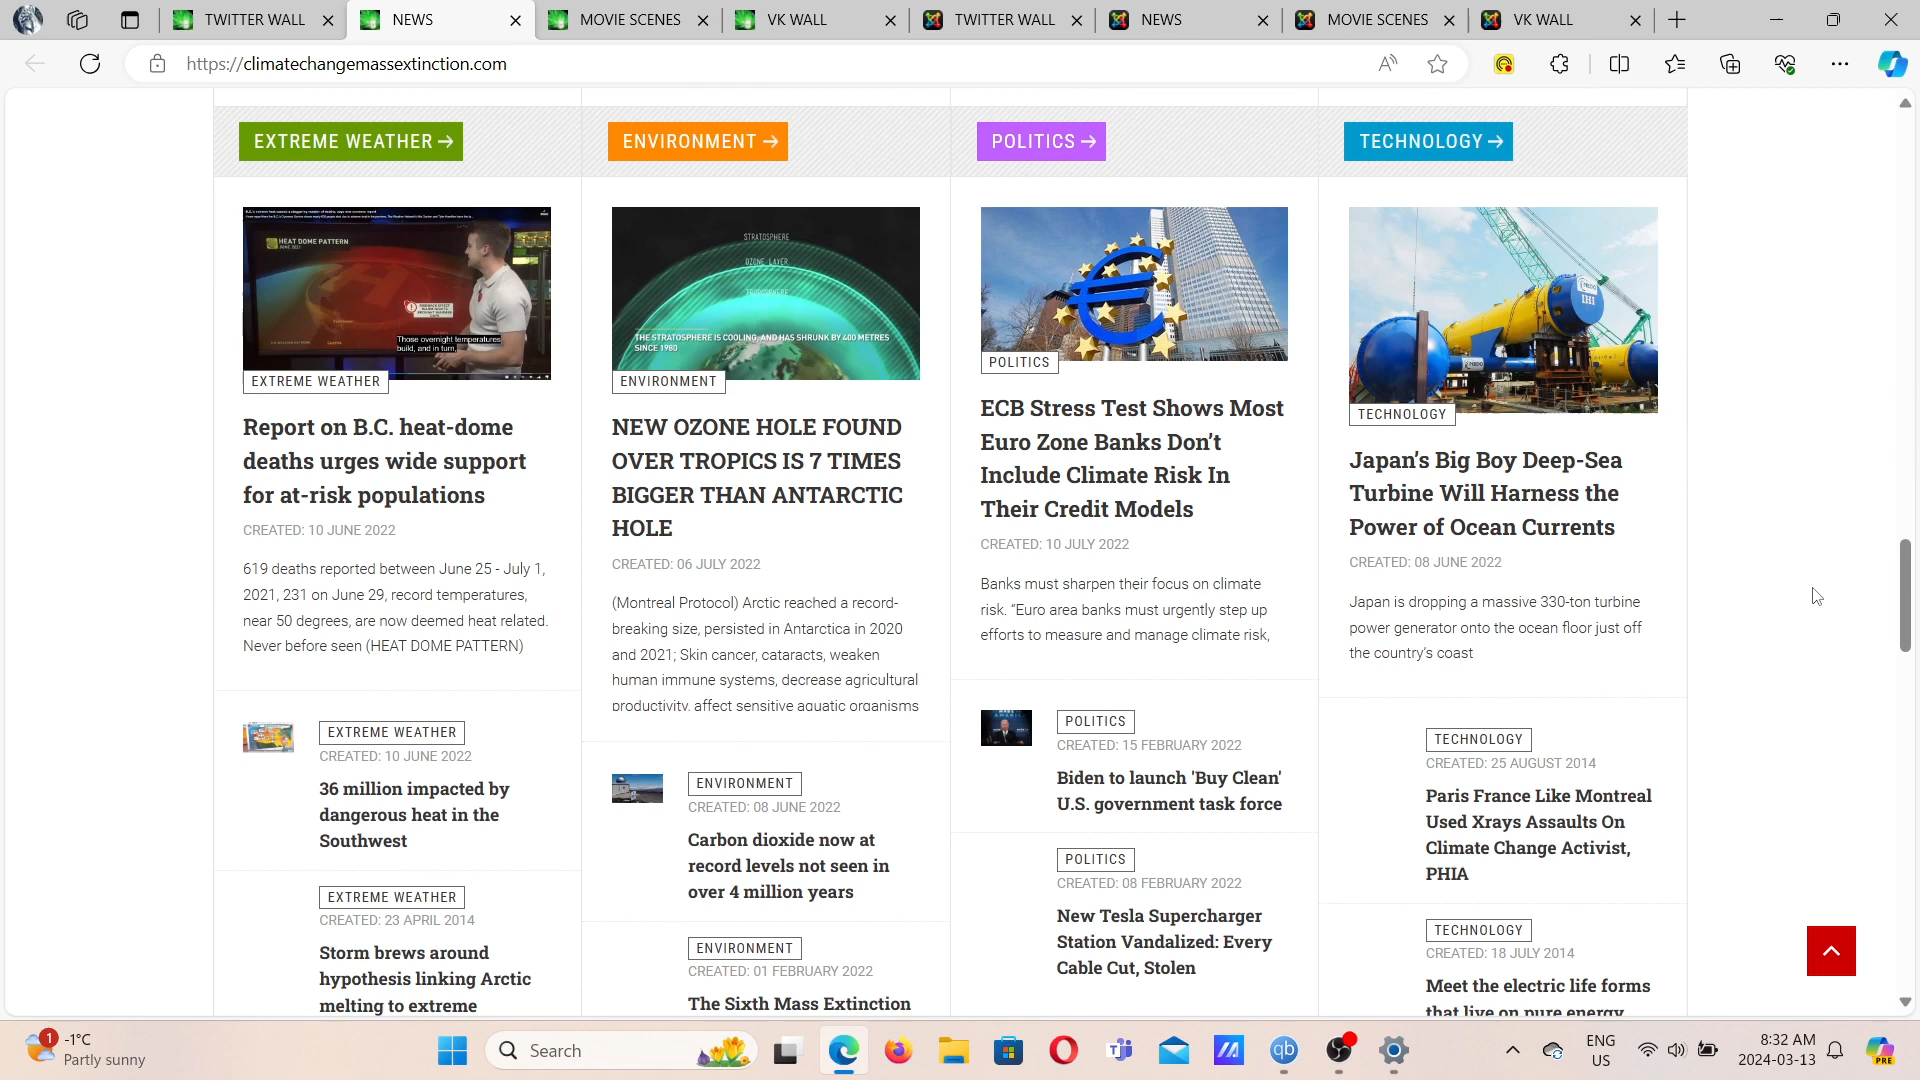 TWITTER WALL
NEWS
MOVIE SCENES
VK WALL
TWITTER WALL
NEWS
MOVIE SCENES
VK WALL
https://climatechangemassextinction.com
EXTREME WEATHER →
ENVIRONMENT →
POLITICS →
TECHNOLOGY →
HEAT DOME PATTERN
Those overnight temperatures
build, and in turn,
EXTREME WEATHER
Report on B.C. heat-dome
deaths urges wide support
for at-risk populations
CREATED: 10 JUNE 2022
619 deaths reported between June 25 - July 1,
2021, 231 on June 29, record temperatures,
near 50 degrees, are now deemed heat related.
Never before seen (HEAT DOME PATTERN)
EXTREME WEATHER
CREATED: 10 JUNE 2022
36 million impacted by
dangerous heat in the
Southwest
EXTREME WEATHER
CREATED: 23 APRIL 2014
Storm brews around
hypothesis linking Arctic
melting to extreme
STRATOSPHERE
OZONE LAYER
TROPOSPHERE
THE STRATOSPHERE IS COOLING, AND HAS SHRUNK BY 400 METRES
SINCE 1980
ENVIRONMENT
NEW OZONE HOLE FOUND
OVER TROPICS IS 7 TIMES
BIGGER THAN ANTARCTIC
HOLE
CREATED: 06 JULY 2022
(Montreal Protocol) Arctic reached a record-
breaking size, persisted in Antarctica in 2020
and 2021; Skin cancer, cataracts, weaken
human immune systems, decrease agricultural
productivity, affect sensitive aquatic organisms
ENVIRONMENT
CREATED: 08 JUNE 2022
Carbon dioxide now at
record levels not seen in
over 4 million years
ENVIRONMENT
CREATED: 01 FEBRUARY 2022
The Sixth Mass Extinction
POLITICS
ECB Stress Test Shows Most
Euro Zone Banks Don't
Include Climate Risk In
Their Credit Models
CREATED: 10 JULY 2022
Banks must sharpen their focus on climate
risk. “Euro area banks must urgently step up
efforts to measure and manage climate risk,
POLITICS
CREATED: 15 FEBRUARY 2022
Biden to launch 'Buy Clean'
U.S. government task force
POLITICS
CREATED: 08 FEBRUARY 2022
New Tesla Supercharger
Station Vandalized: Every
Cable Cut, Stolen
IHI
TECHNOLOGY
Japan’s Big Boy Deep-Sea
Turbine Will Harness the
Power of Ocean Currents
CREATED: 08 JUNE 2022
Japan is dropping a massive 330-ton turbine
power generator onto the ocean floor just off
the country’s coast
TECHNOLOGY
CREATED: 25 AUGUST 2014
Paris France Like Montreal
Used Xrays Assaults On
Climate Change Activist,
PHIA
TECHNOLOGY
CREATED: 18 JULY 2014
Meet the electric life forms
that live on pure energy
1
-1°C
Partly sunny
Search
qb
ENG
US
8:32 AM
2024-03-13
PRE